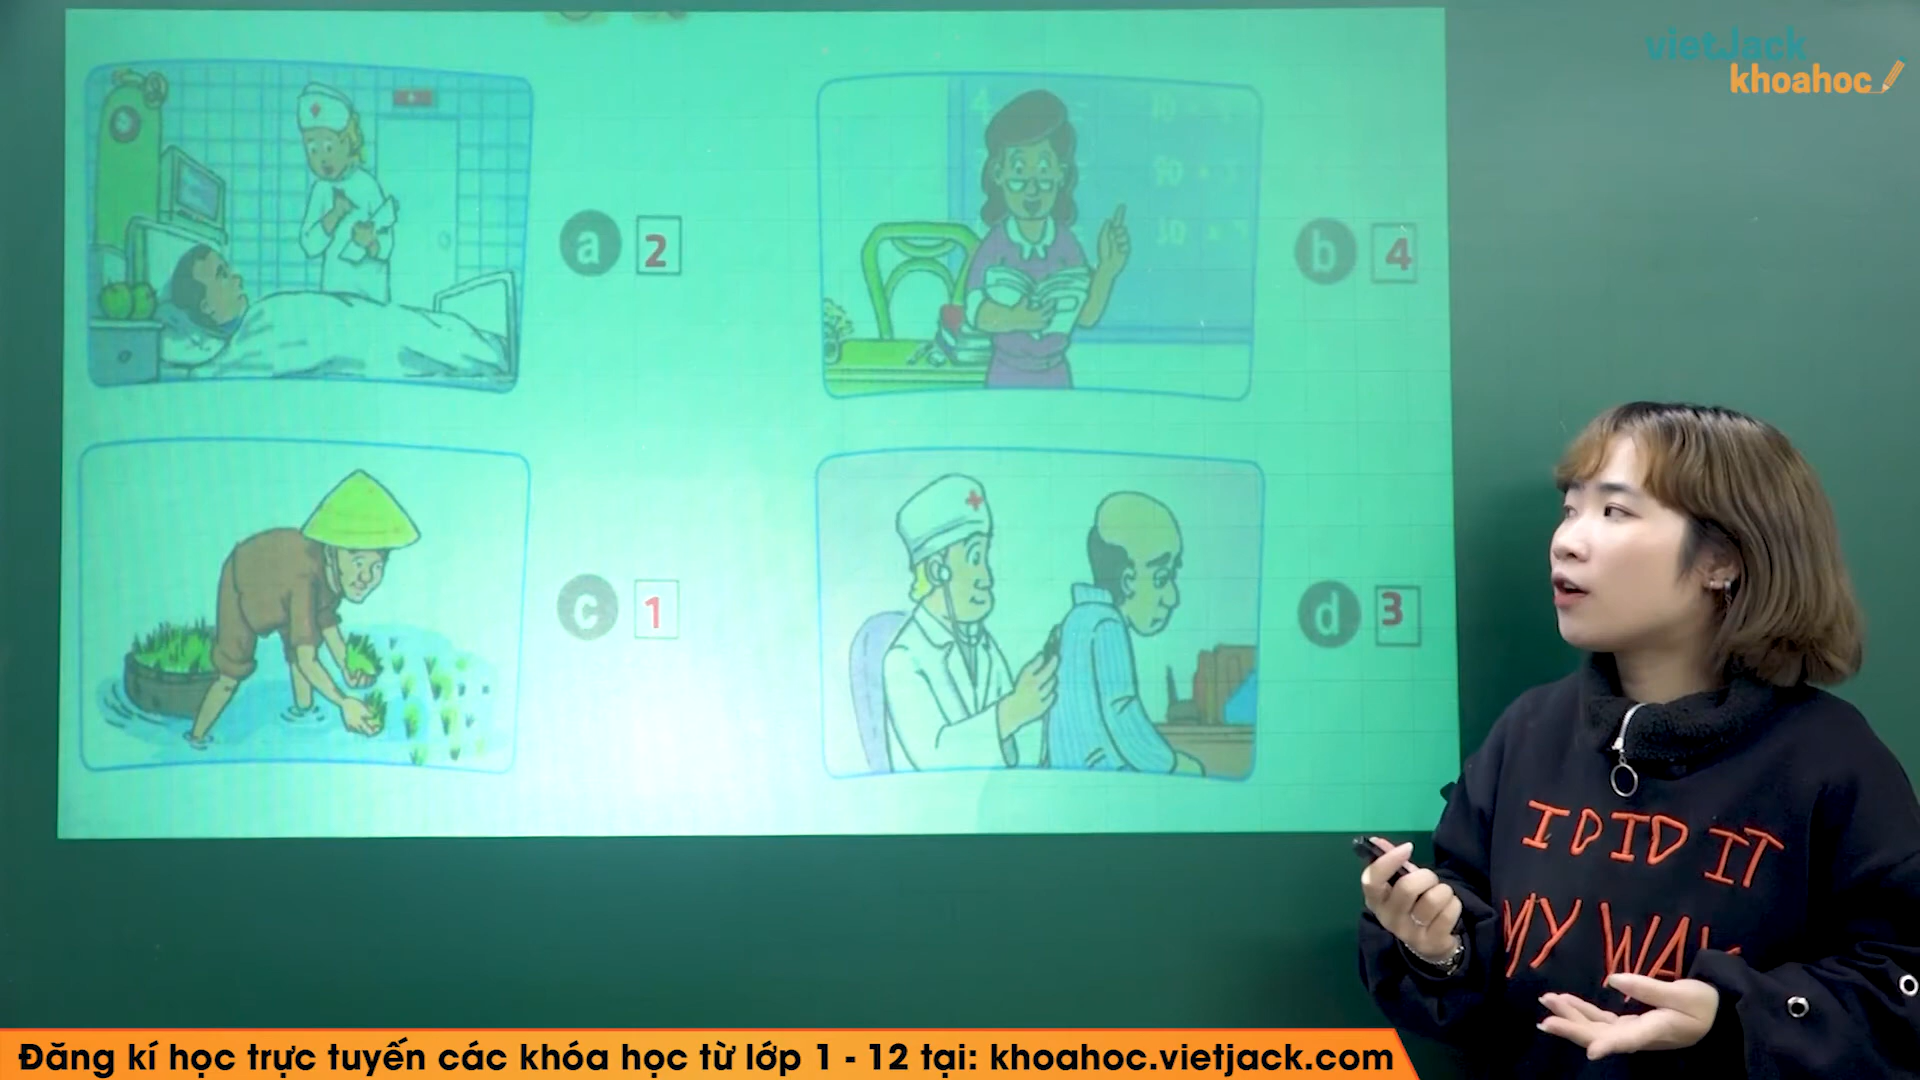 vietJack
khoahoc
a 2
b 4
c 1
d 3
I DID IT
MY WAY
Đăng kí học trực tuyến các khóa học từ lớp 1 - 12 tại: khoahoc.vietjack.com